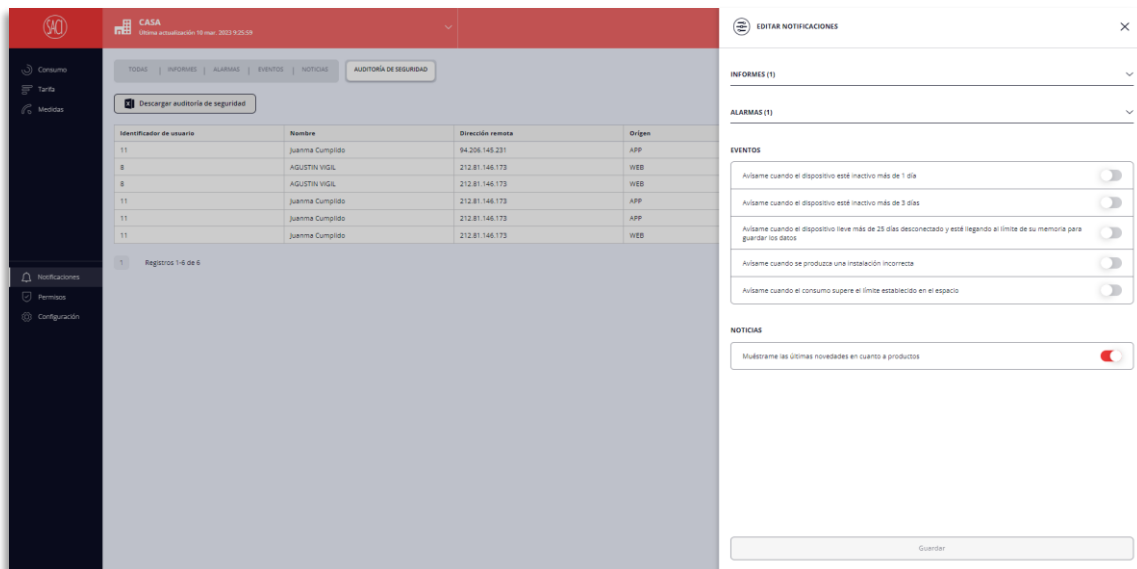 SACI
CASA
Última actualización 10 mar. 2023 9:25:59
Consumo
Tarifa
Medidas
Notificaciones
Permisos
Configuración
TODAS | INFORMES | ALARMAS | EVENTOS | NOTICIAS AUDITORÍA DE SEGURIDAD
Descargar auditoría de seguridad
Identificador de usuario Nombre Dirección remota Origen
11 Juanma Cumplido 94.206.145.231 APP
8 AGUSTIN VIGIL 212.81.146.173 WEB
8 AGUSTIN VIGIL 212.81.146.173 WEB
11 Juanma Cumplido 212.81.146.173 APP
11 Juanma Cumplido 212.81.146.173 APP
11 Juanma Cumplido 212.81.146.173 WEB
1 Registros 1-6 de 6
EDITAR NOTIFICACIONES
INFORMES (1)
ALARMAS (1)
EVENTOS
Avísame cuando el dispositivo esté inactivo más de 1 día
Avísame cuando el dispositivo esté inactivo más de 3 días
Avísame cuando el dispositivo lleve más de 25 días desconectado y esté llegando al límite de su memoria para
guardar los datos
Avísame cuando se produzca una instalación incorrecta
Avísame cuando el consumo supere el límite establecido en el espacio
NOTICIAS
Muéstrame las últimas novedades en cuanto a productos
Guardar